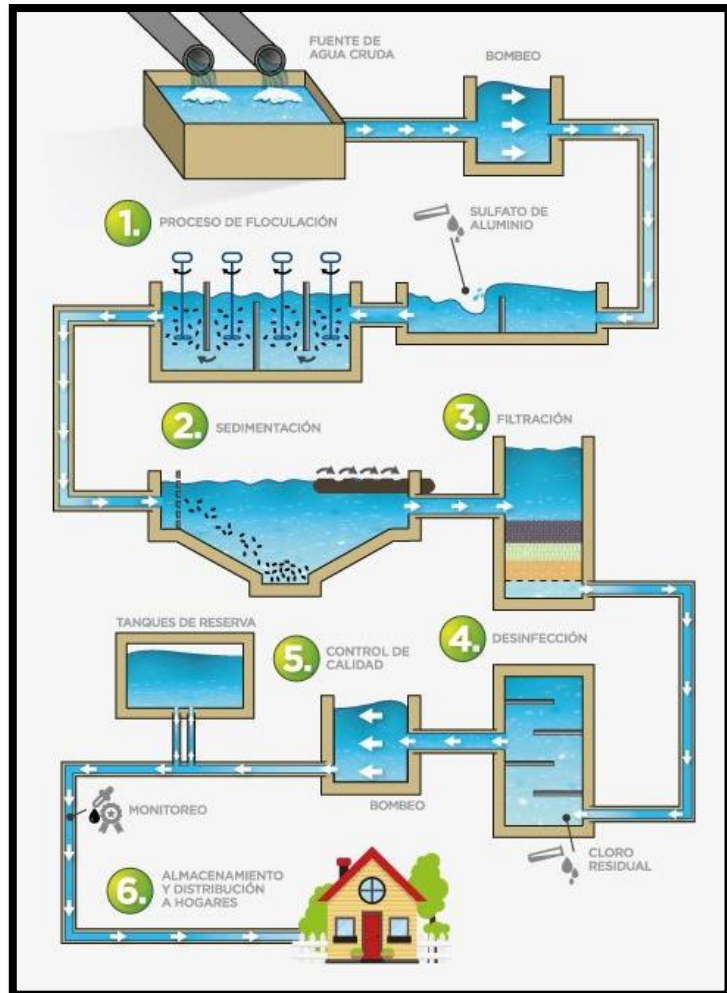 FUENTE DE
AGUA CRUDA
BOMBEO
1. PROCESO DE FLOCULACIÓN
SULFATO DE
ALUMINIO
2. SEDIMENTACIÓN
3. FILTRACIÓN
TANQUES DE RESERVA
5. CONTROL DE
CALIDAD
4. DESINFECCIÓN
BOMBEO
MONITOREO
CLORO
RESIDUAL
6. ALMACENAMIENTO
Y DISTRIBUCIÓN
A HOGARES